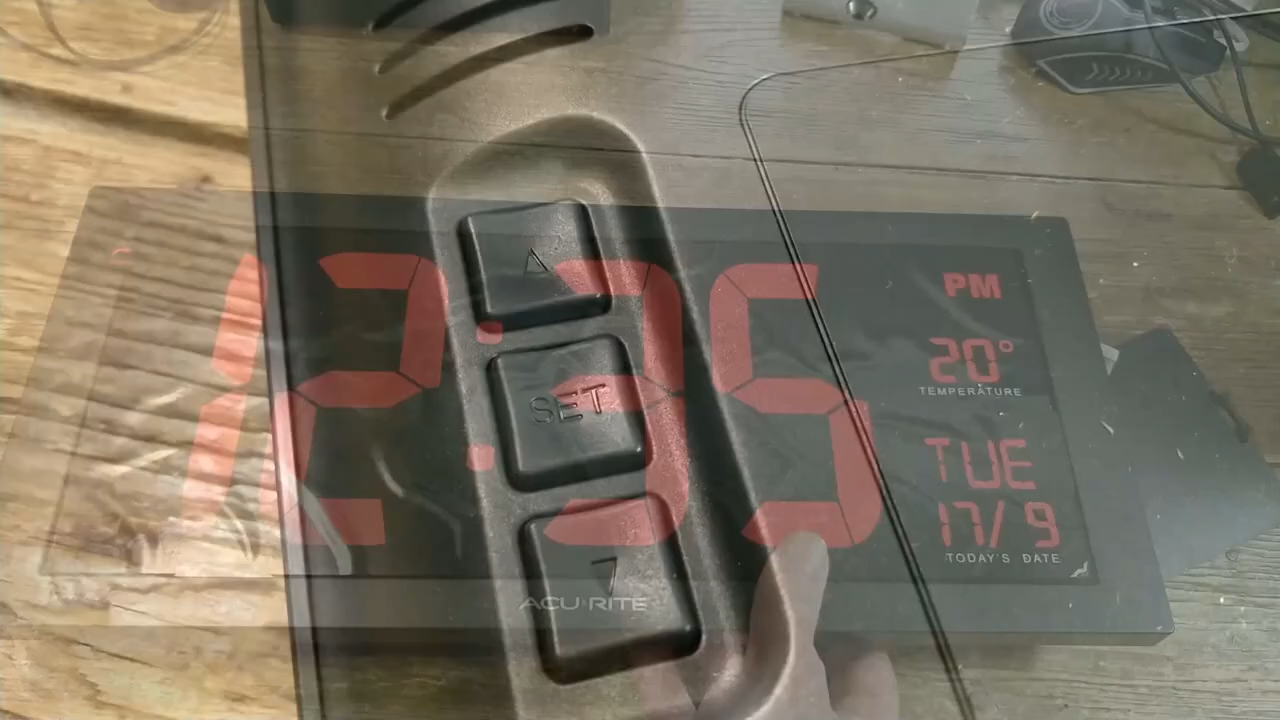 12:35
PM
20°
TEMPERATURE
TUE
17/ 9
TODAY'S DATE
SET
ACU RITE